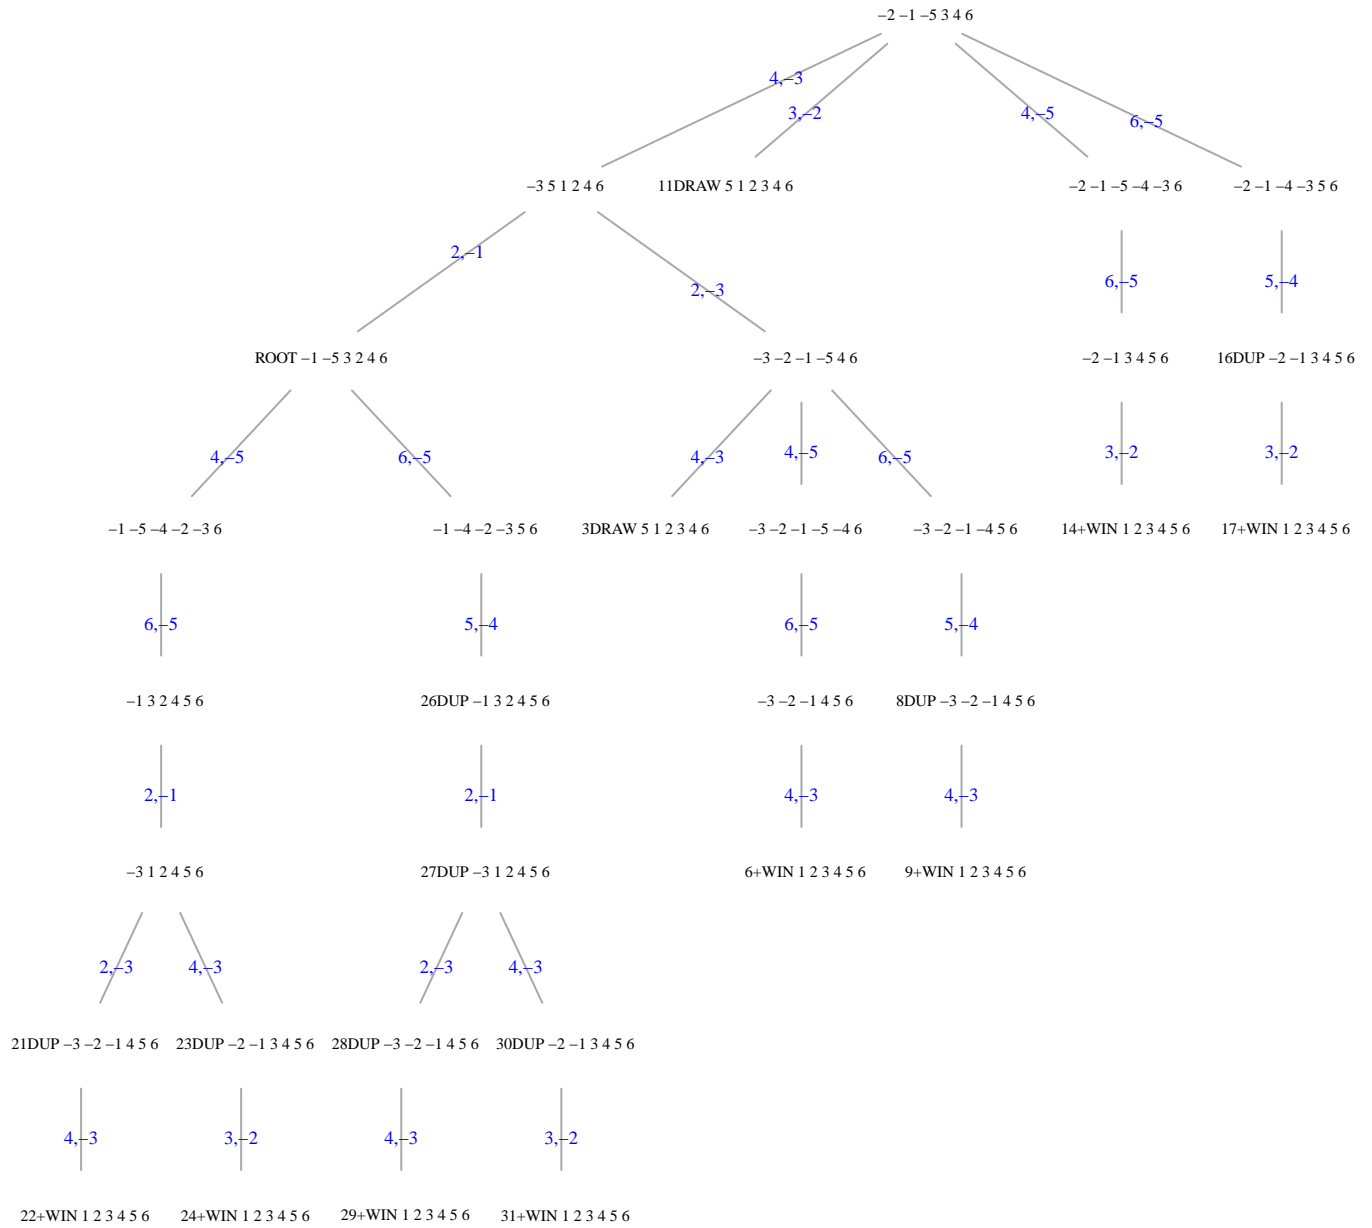 −2 −1 −5 3 4 6
4,−3
3,−2
4,−5
6,−5
−3 5 1 2 4 6
11DRAW 5 1 2 3 4 6
−2 −1 −5 −4 −3 6
−2 −1 −4 −3 5 6
2,−1
2,−3
6,−5
5,−4
ROOT −1 −5 3 2 4 6
−3 −2 −1 −5 4 6
−2 −1 3 4 5 6
16DUP −2 −1 3 4 5 6
4,−5
6,−5
4,−3
4,−5
6,−5
3,−2
3,−2
−1 −5 −4 −2 −3 6
−1 −4 −2 −3 5 6
3DRAW 5 1 2 3 4 6
−3 −2 −1 −5 −4 6
−3 −2 −1 −4 5 6
14+WIN 1 2 3 4 5 6
17+WIN 1 2 3 4 5 6
6,−5
5,−4
6,−5
5,−4
−1 3 2 4 5 6
26DUP −1 3 2 4 5 6
−3 −2 −1 4 5 6
8DUP −3 −2 −1 4 5 6
2,−1
2,−1
4,−3
4,−3
−3 1 2 4 5 6
27DUP −3 1 2 4 5 6
6+WIN 1 2 3 4 5 6
9+WIN 1 2 3 4 5 6
2,−3
4,−3
2,−3
4,−3
21DUP −3 −2 −1 4 5 6
23DUP −2 −1 3 4 5 6
28DUP −3 −2 −1 4 5 6
30DUP −2 −1 3 4 5 6
4,−3
3,−2
4,−3
3,−2
22+WIN 1 2 3 4 5 6
24+WIN 1 2 3 4 5 6
29+WIN 1 2 3 4 5 6
31+WIN 1 2 3 4 5 6